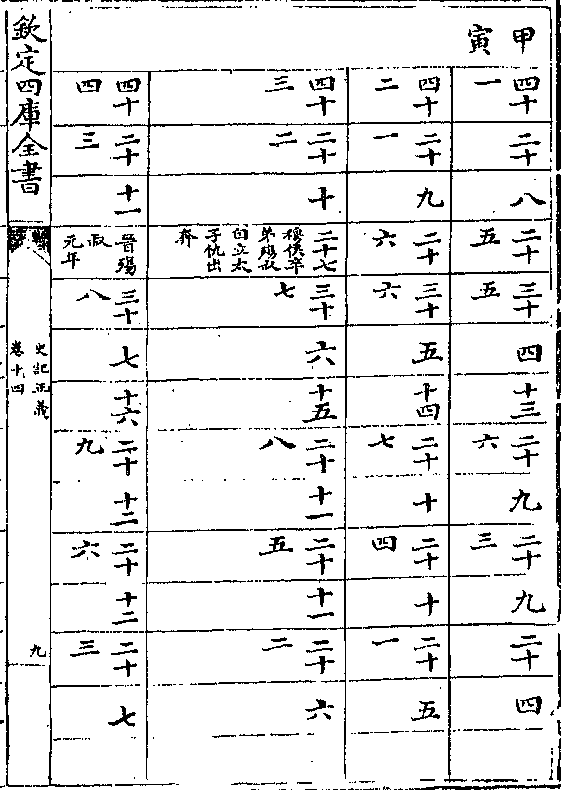 甲寅
四十一
二十
八
二十五
三十五
四
十三
二十六
九
二十三
九
二十
四
四十二
二十一
九
二十六
三十六
五
十四
二十七
十
二十四
十
二十一
五
四十三
二十二
十
二十七
穆侯卒
弟殤叔
自立太
子仇出
奔
三十七
六
十五
二十八
十一
二十五
十一
二十二
六
四十四
二十三
十一
晉殤
叔
元年
三十八
七
十六
二十九
十二
二十六
十二
二十三
七
欽定四庫全書
史記正義
卷十四
九